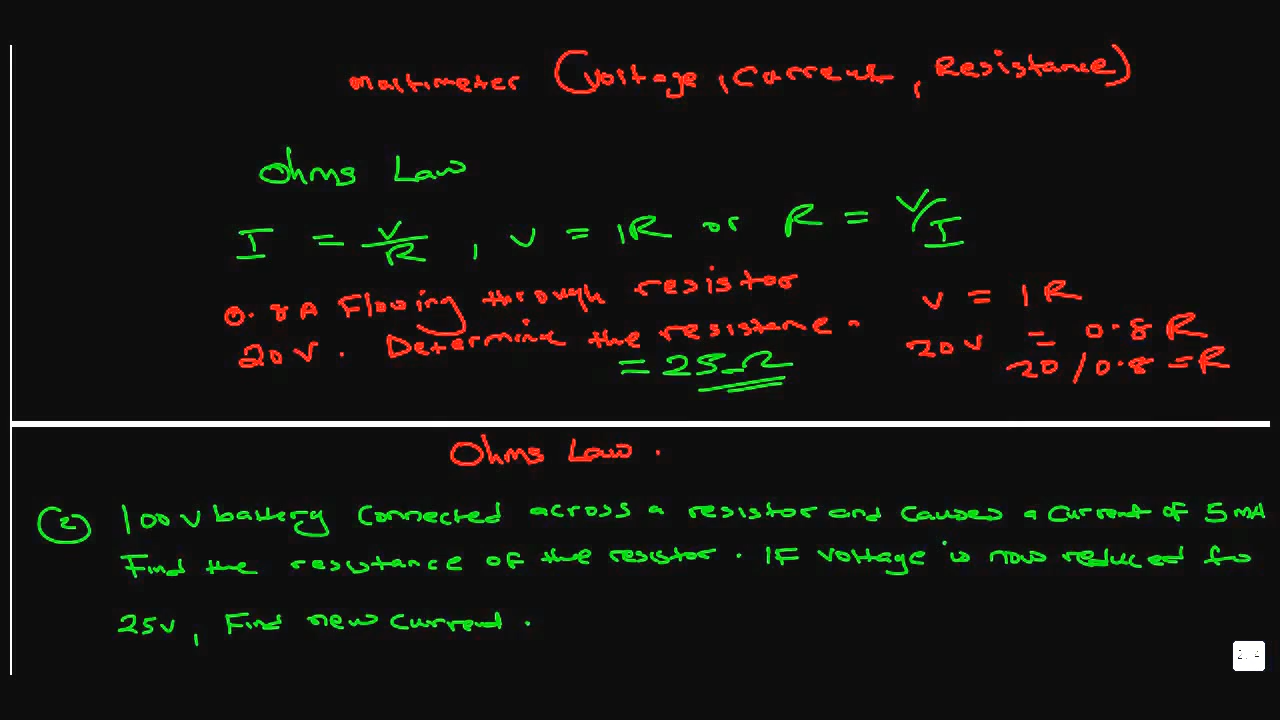 multimeter (Voltage, Current, Resistance)
Ohms Law
I = V/R, V = IR or R = V/I
0.8A Flowing through resistor
20V. Determine the resistane.
= 25Ω
V = IR
20V = 0.8R
20/0.8 = R
Ohms Law.
(2) 100V battery Connected across a resistor and causes a current of 5mA
Find the resistance of the resistor. IF voltage is now reduced to
25V, Find new current.